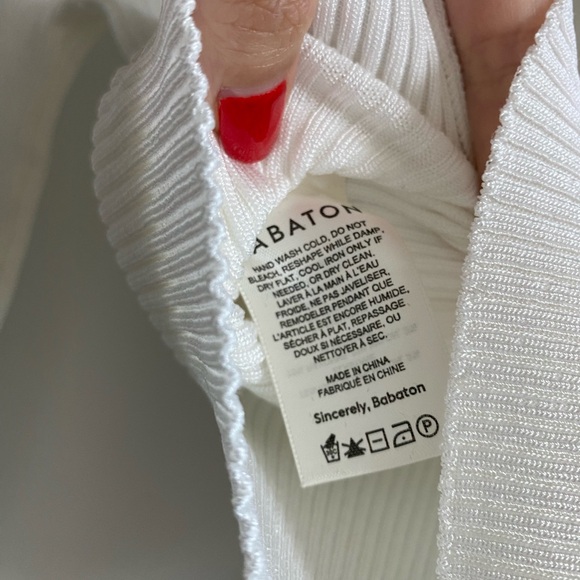 ABATON
HAND WASH COLD, DO NOT
BLEACH, RESHAPE WHILE DAMP,
DRY FLAT, COOL IRON ONLY IF
NEEDED, OR DRY CLEAN.
LAVER À LA MAIN À L'EAU
FROIDE, NE PAS JAVELISER,
REMODELER PENDANT QUE
L'ARTICLE EST ENCORE HUMIDE,
SÉCHER À PLAT, REPASSAGE
DOUX SI NÉCESSAIRE, OU
NETTOYER À SEC.
MADE IN CHINA
FABRIQUÉ EN CHINE
Sincerely, Babaton
P